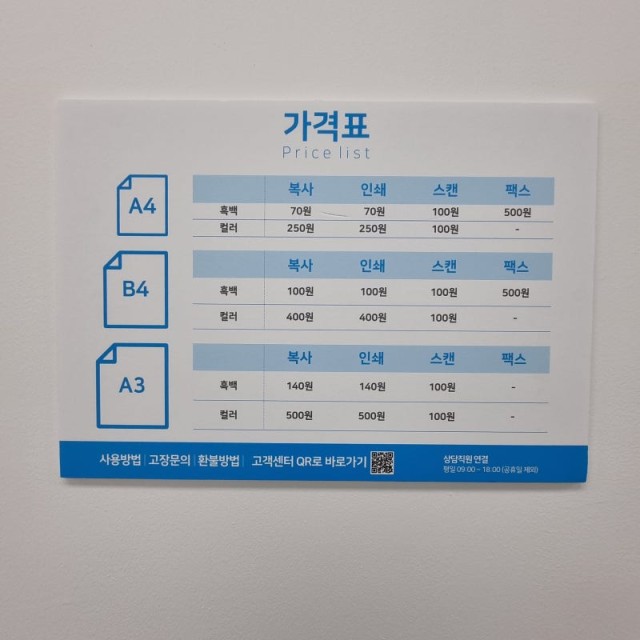 가격표
Price list
A4
복사 인쇄 스캔 팩스
흑백 70원 70원 100원 500원
컬러 250원 250원 100원 -
B4
복사 인쇄 스캔 팩스
흑백 100원 100원 100원 500원
컬러 400원 400원 100원 -
A3
복사 인쇄 스캔 팩스
흑백 140원 140원 100원 -
컬러 500원 500원 100원 -
사용방법 | 고장문의 | 환불방법 | 고객센터 QR로 바로가기
상담직원 연결
평일 09:00 ~ 18:00 (공휴일 제외)